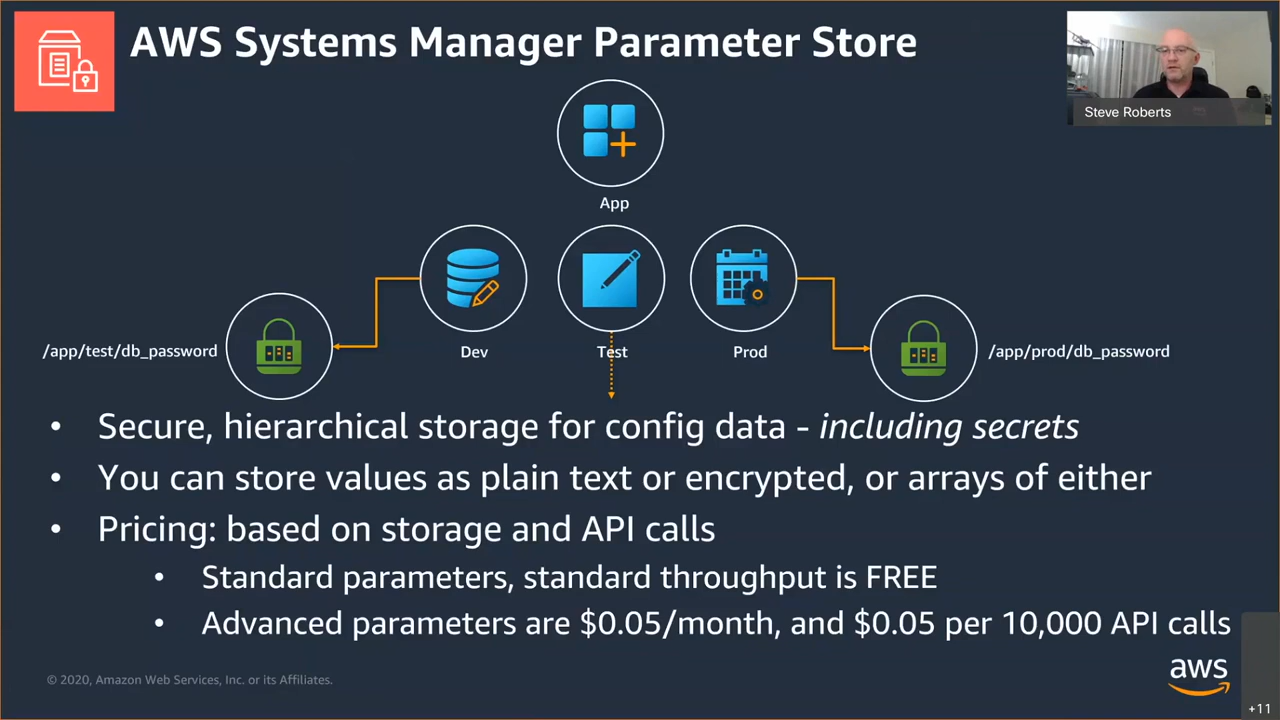 AWS Systems Manager Parameter Store
Steve Roberts
App
/app/test/db_password
Dev
Test
Prod
/app/prod/db_password
• Secure, hierarchical storage for config data - including secrets
• You can store values as plain text or encrypted, or arrays of either
• Pricing: based on storage and API calls
• Standard parameters, standard throughput is FREE
• Advanced parameters are $0.05/month, and $0.05 per 10,000 API calls
© 2020, Amazon Web Services, Inc. or its Affiliates.
aws
+11